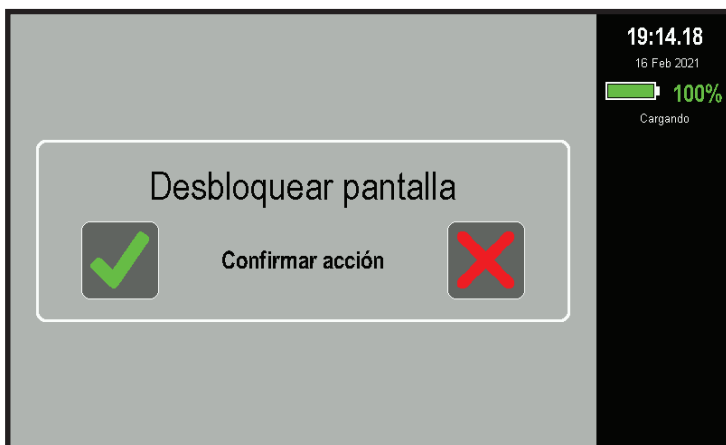 Desbloquear pantalla
Confirmar acción
19:14.18
16 Feb 2021
100%
Cargando